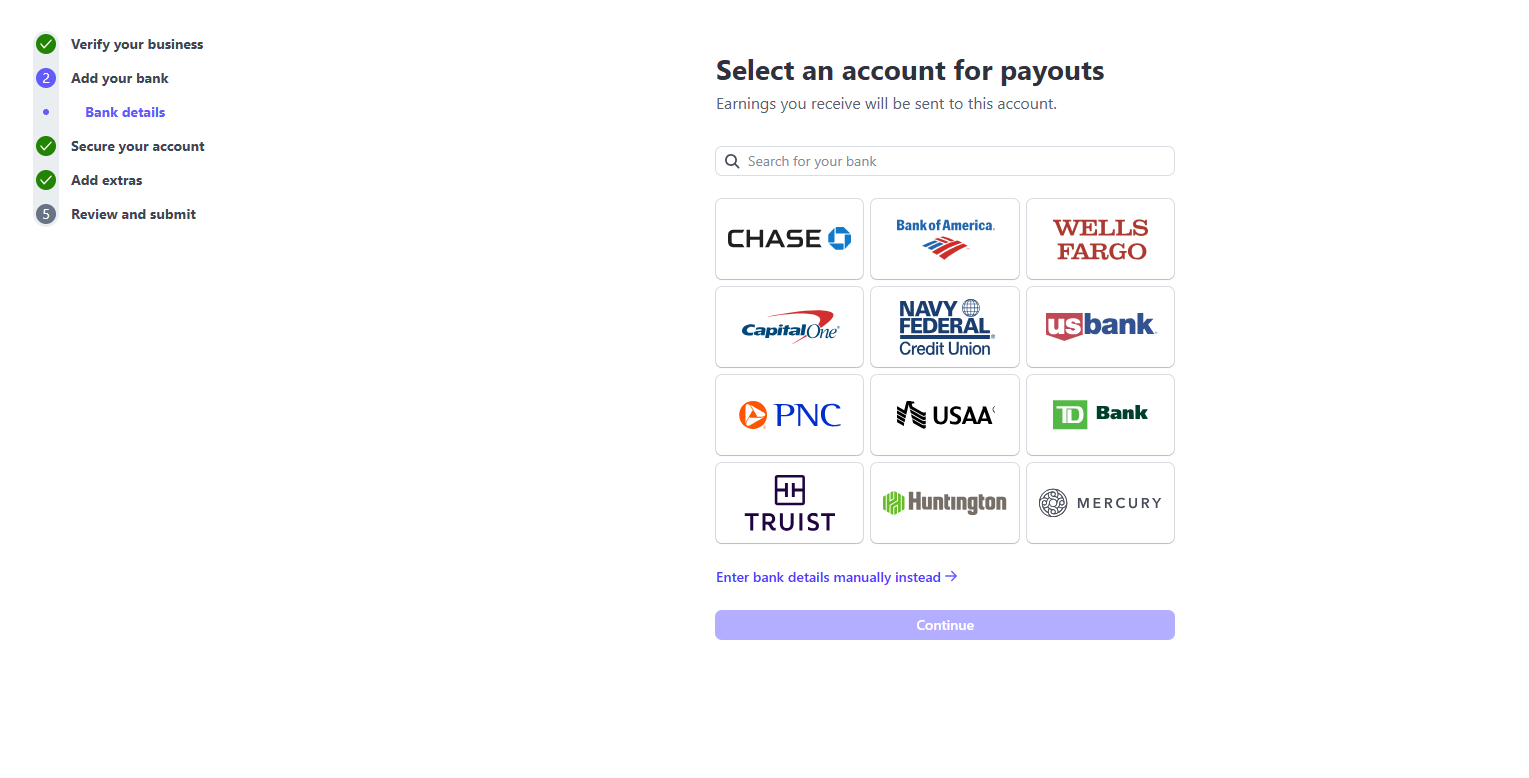 Verify your business
2 Add your bank
Bank details
Secure your account
Add extras
5 Review and submit
Select an account for payouts
Earnings you receive will be sent to this account.
Search for your bank
CHASE
Bank of America
WELLS
FARGO
Capital One
NAVY
FEDERAL
Credit Union
usbank
PNC
USAA
TD Bank
TRUIST
Huntington
MERCURY
Enter bank details manually instead →
Continue